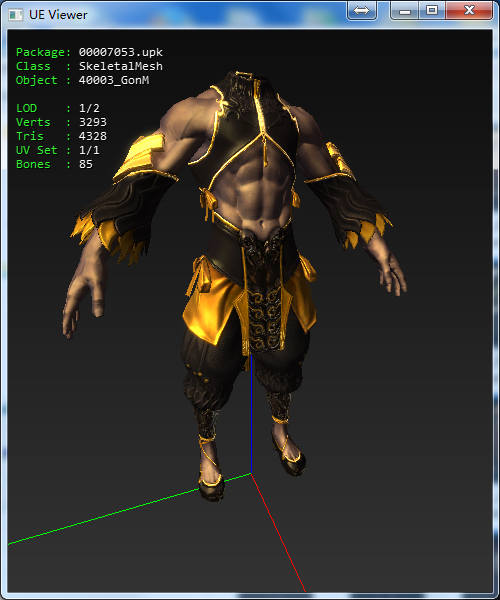 UE Viewer
Package: 00007053.upk
Class : SkeletalMesh
Object : 40003_GonM
LOD : 1/2
Verts : 3293
Tris : 4328
UV Set : 1/1
Bones : 85